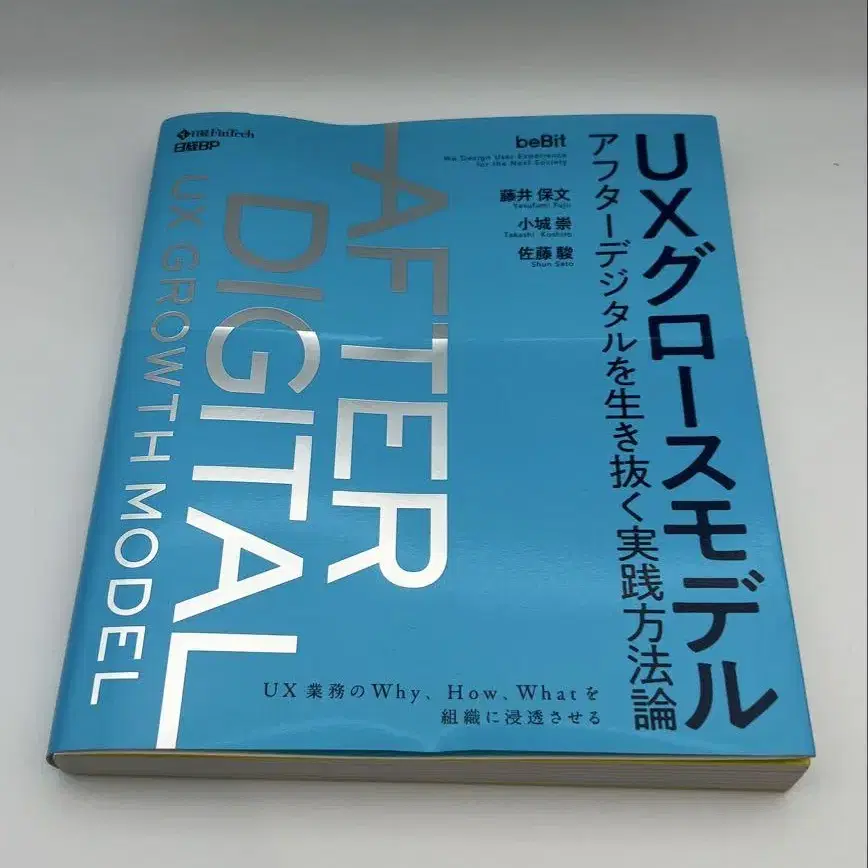 UXグロースモデル
アフターデジタルを生き抜く実践方法論
beBit
We Design User Experience
for the Next Society
藤井 保文
Yasufumi Fujii
小城 崇
Takashi Koshiro
佐藤 駿
Shun Sato
日経FinTech
日経BP
AFTER
DIGITAL
UX GROWTH MODEL
UX 業務のWhy、How、Whatを
組織に浸透させる